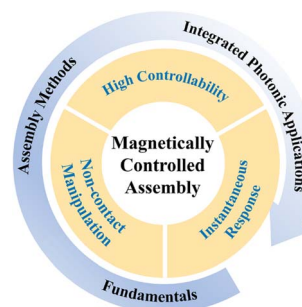 Assembly Methods
Integrated Photonic Applications
High Controllability
Magnetically
Controlled
Assembly
Non-contact
Manipulation
Instantaneous
Response
Fundamentals